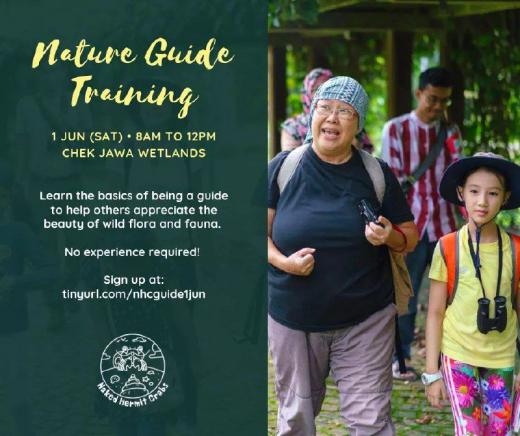 Nature Guide
Training
1 JUN (SAT) • 8AM TO 12PM
CHEK JAWA WETLANDS
Learn the basics of being a guide
to help others appreciate the
beauty of wild flora and fauna.
No experience required!
Sign up at:
tinyurl.com/nhcguide1jun
Naked Hermit Crabs